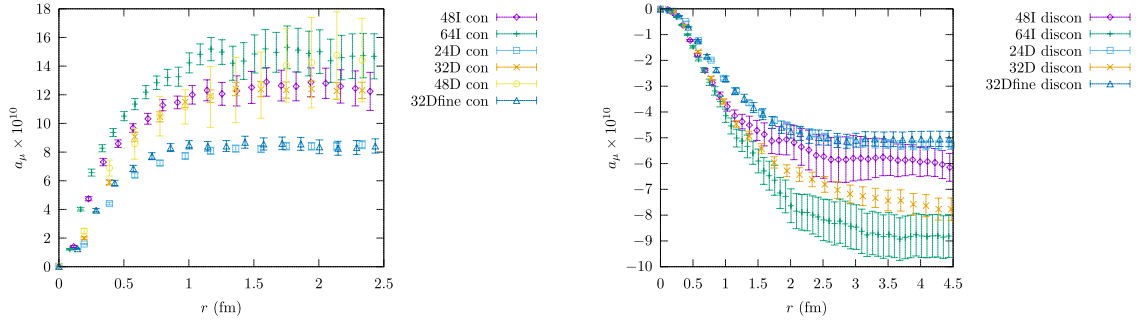 18
16
14
12
10
8
6
4
2
0
0
0.5
1
1.5
2
2.5
a_μ × 10^10
r (fm)
48I con
64I con
24D con
32D con
48D con
32Dfine con
0
−1
−2
−3
−4
−5
−6
−7
−8
−9
−10
0
0.5
1
1.5
2
2.5
3
3.5
4
4.5
a_μ × 10^10
r (fm)
48I discon
64I discon
24D discon
32D discon
32Dfine discon